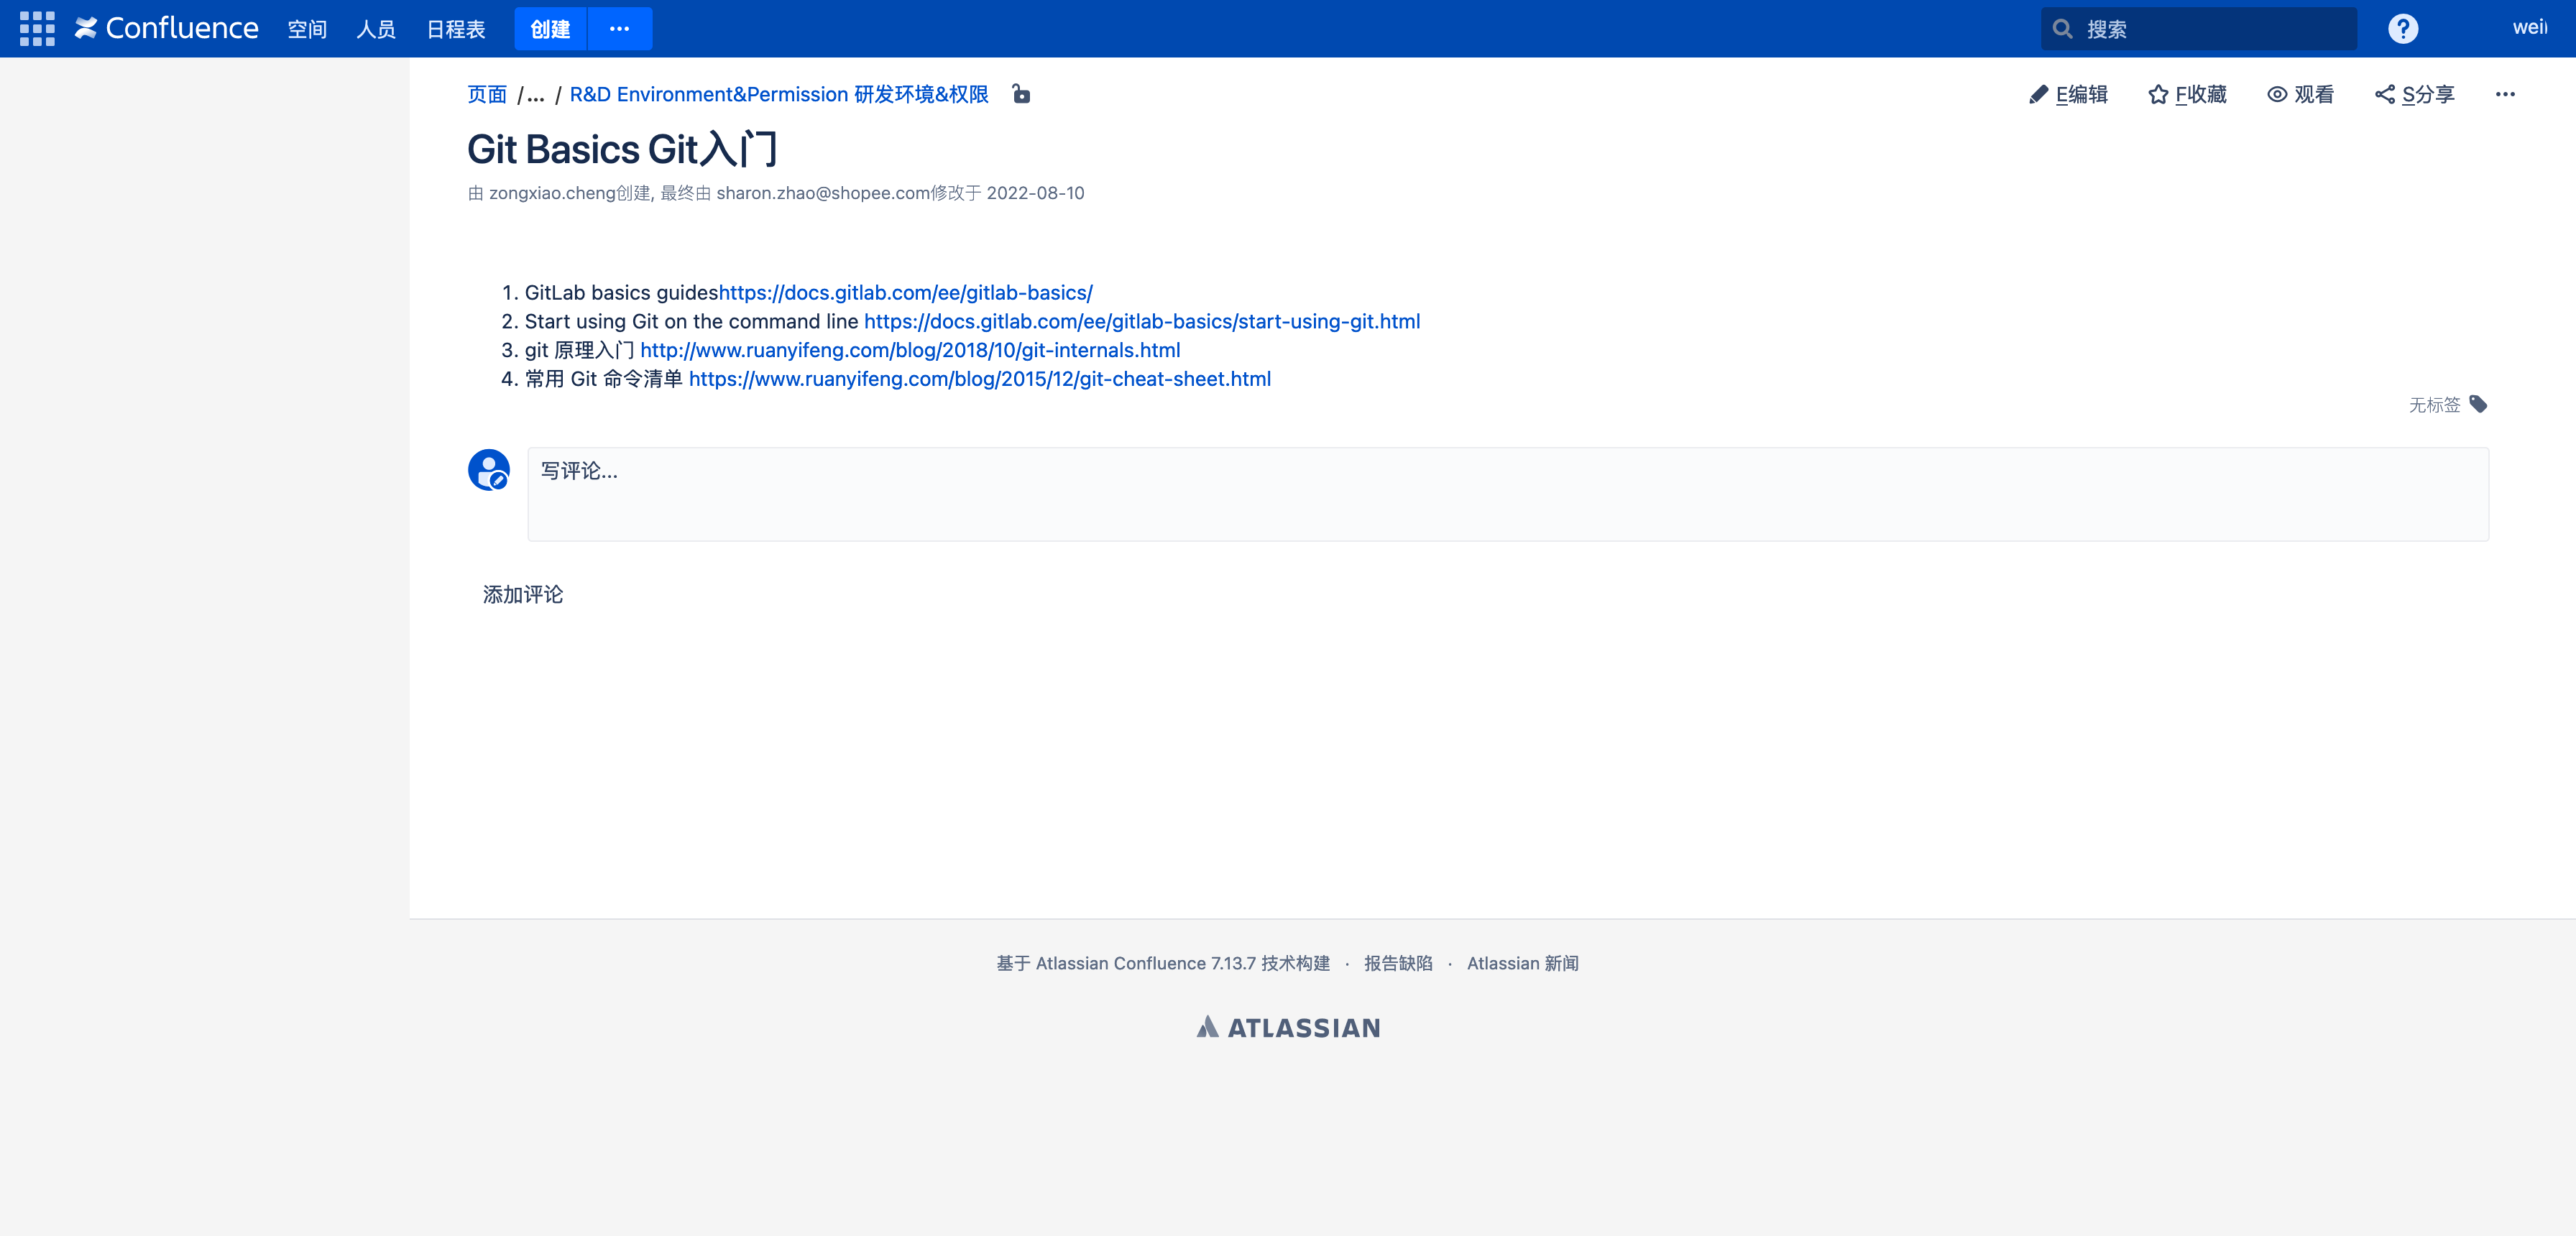 Confluence 空间 人员 日程表 创建 ··· 搜索 ? weil
页面 /... / R&D Environment&Permission 研发环境&权限 E编辑 F收藏 观看 S分享 ···
Git Basics Git入门
由 zongxiao.cheng创建, 最终由 sharon.zhao@shopee.com修改于 2022-08-10
1. GitLab basics guideshttps://docs.gitlab.com/ee/gitlab-basics/
2. Start using Git on the command line https://docs.gitlab.com/ee/gitlab-basics/start-using-git.html
3. git 原理入门 http://www.ruanyifeng.com/blog/2018/10/git-internals.html
4. 常用 Git 命令清单 https://www.ruanyifeng.com/blog/2015/12/git-cheat-sheet.html
无标签
写评论...
添加评论
基于 Atlassian Confluence 7.13.7 技术构建 · 报告缺陷 · Atlassian 新闻
ATLASSIAN